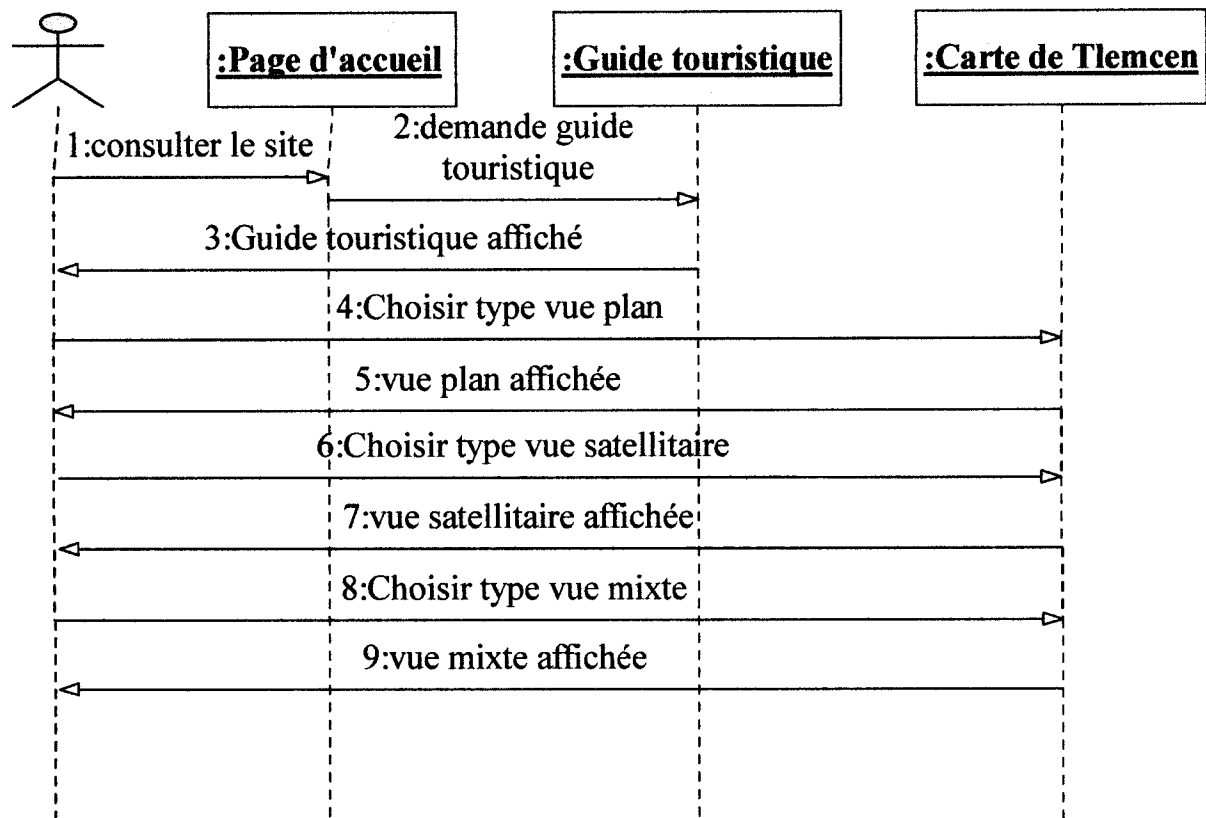 :Page d'accueil
:Guide touristique
:Carte de Tlemcen
1:consulter le site
2:demande guide
touristique
3:Guide touristique affiché
4:Choisir type vue plan
5:vue plan affichée
6:Choisir type vue satellitaire
7:vue satellitaire affichée
8:Choisir type vue mixte
9:vue mixte affichée